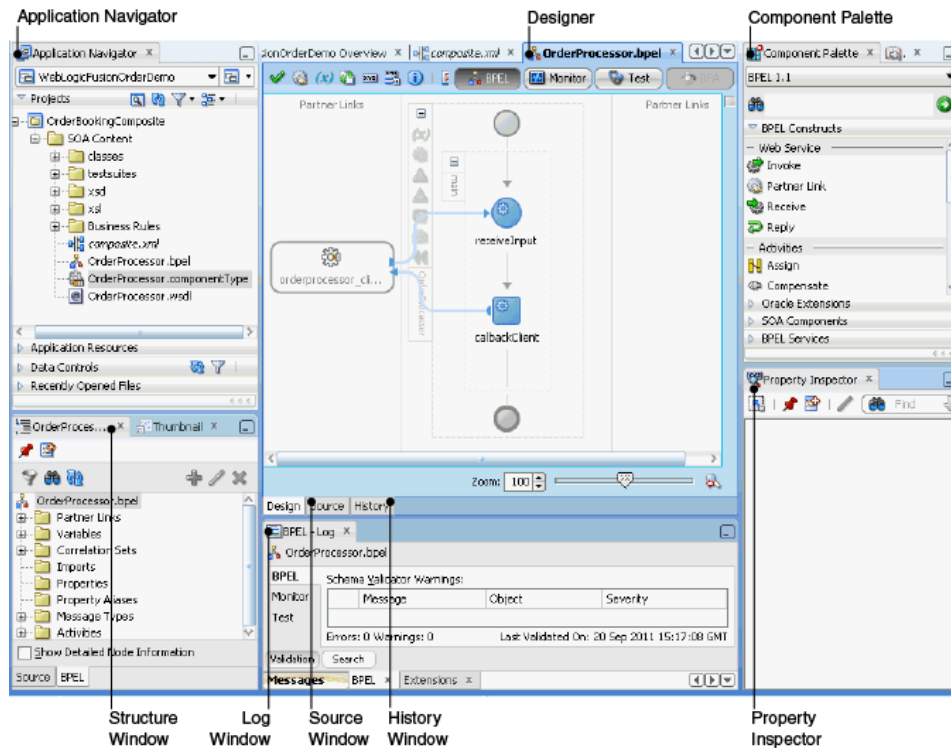 Application Navigator
Designer
Component Palette
Application Navigator
WebLogicFusionOrderDemo
Projects
OrderBookingComposite
SOA Content
classes
testsuites
xsd
xsl
Business Rules
composite.xml
OrderProcessor.bpel
OrderProcessor.componentType
OrderProcessor.wsdl
Application Resources
Data Controls
Recently Opened Files
OrderProces...
Thumbnail
OrderProcessor.bpel
Partner Links
Variables
Correlation Sets
Imports
Properties
Property Aliases
Message Types
Activities
Show Detailed Node Information
Source BPEL
sionOrderDemo Overview
composite.xml
OrderProcessor.bpel
(x)
BPEL
Monitor
Test
BPA
Partner Links
Partner Links
(x)
main
receiveInput
orderprocessor_cli...
OrderProcessor
callbackClient
Zoom: 100
Design Source History
BPEL - Log
OrderProcessor.bpel
BPEL
Monitor
Test
Schema Validator Warnings:
Message Object Severity
Errors: 0 Warnings: 0 Last Validated On: 20 Sep 2011 15:17:08 GMT
Validation Search
Messages BPEL Extensions
Component Palette
BPEL 1.1
BPEL Constructs
Web Service
Invoke
Partner Link
Receive
Reply
Activities
Assign
Compensate
Oracle Extensions
SOA Components
BPEL Services
Property Inspector
Find
Structure
Window
Log
Window
Source
Window
History
Window
Property
Inspector